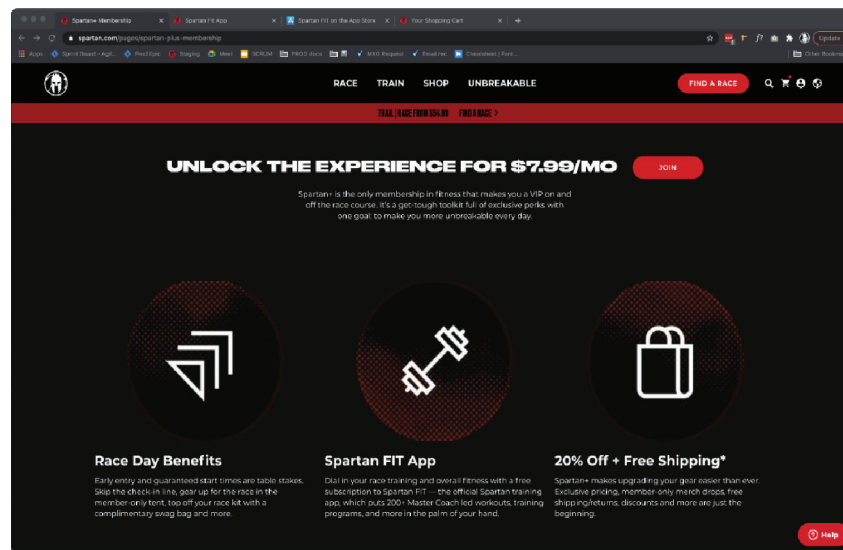 Spartan+ Membership
Spartan Fit App
Spartan FIT on the App Store
Your Shopping Cart
spartan.com/pages/spartan-plus-membership
Update
Apps
Staging
Meet
SCRUM
PROD docs
MKG Request
Other Bookma
RACE TRAIN SHOP UNBREAKABLE
FIND A RACE
TRAIL | RACE FROM $54.99 FIND A RACE >
UNLOCK THE EXPERIENCE FOR $7.99/MO
JOIN
Spartan+ is the only membership in fitness that makes you a VIP on and
off the race course. It's a get-tough toolkit full of exclusive perks with
one goal: to make you more unbreakable every day.
Race Day Benefits
Early entry and guaranteed start times are table stakes.
Skip the check-in line, gear up for the race in the
member-only tent, top off your race kit with a
complimentary swag bag and more.
Spartan FIT App
Dial in your race training and overall fitness with a free
subscription to Spartan FIT — the official Spartan training
app, which puts 200+ Master Coach led workouts, training
programs, and more in the palm of your hand.
20% Off + Free Shipping*
Spartan+ makes upgrading your gear easier than ever.
Exclusive pricing, member-only merch drops, free
shipping/returns, discounts and more are just the
beginning.
Help